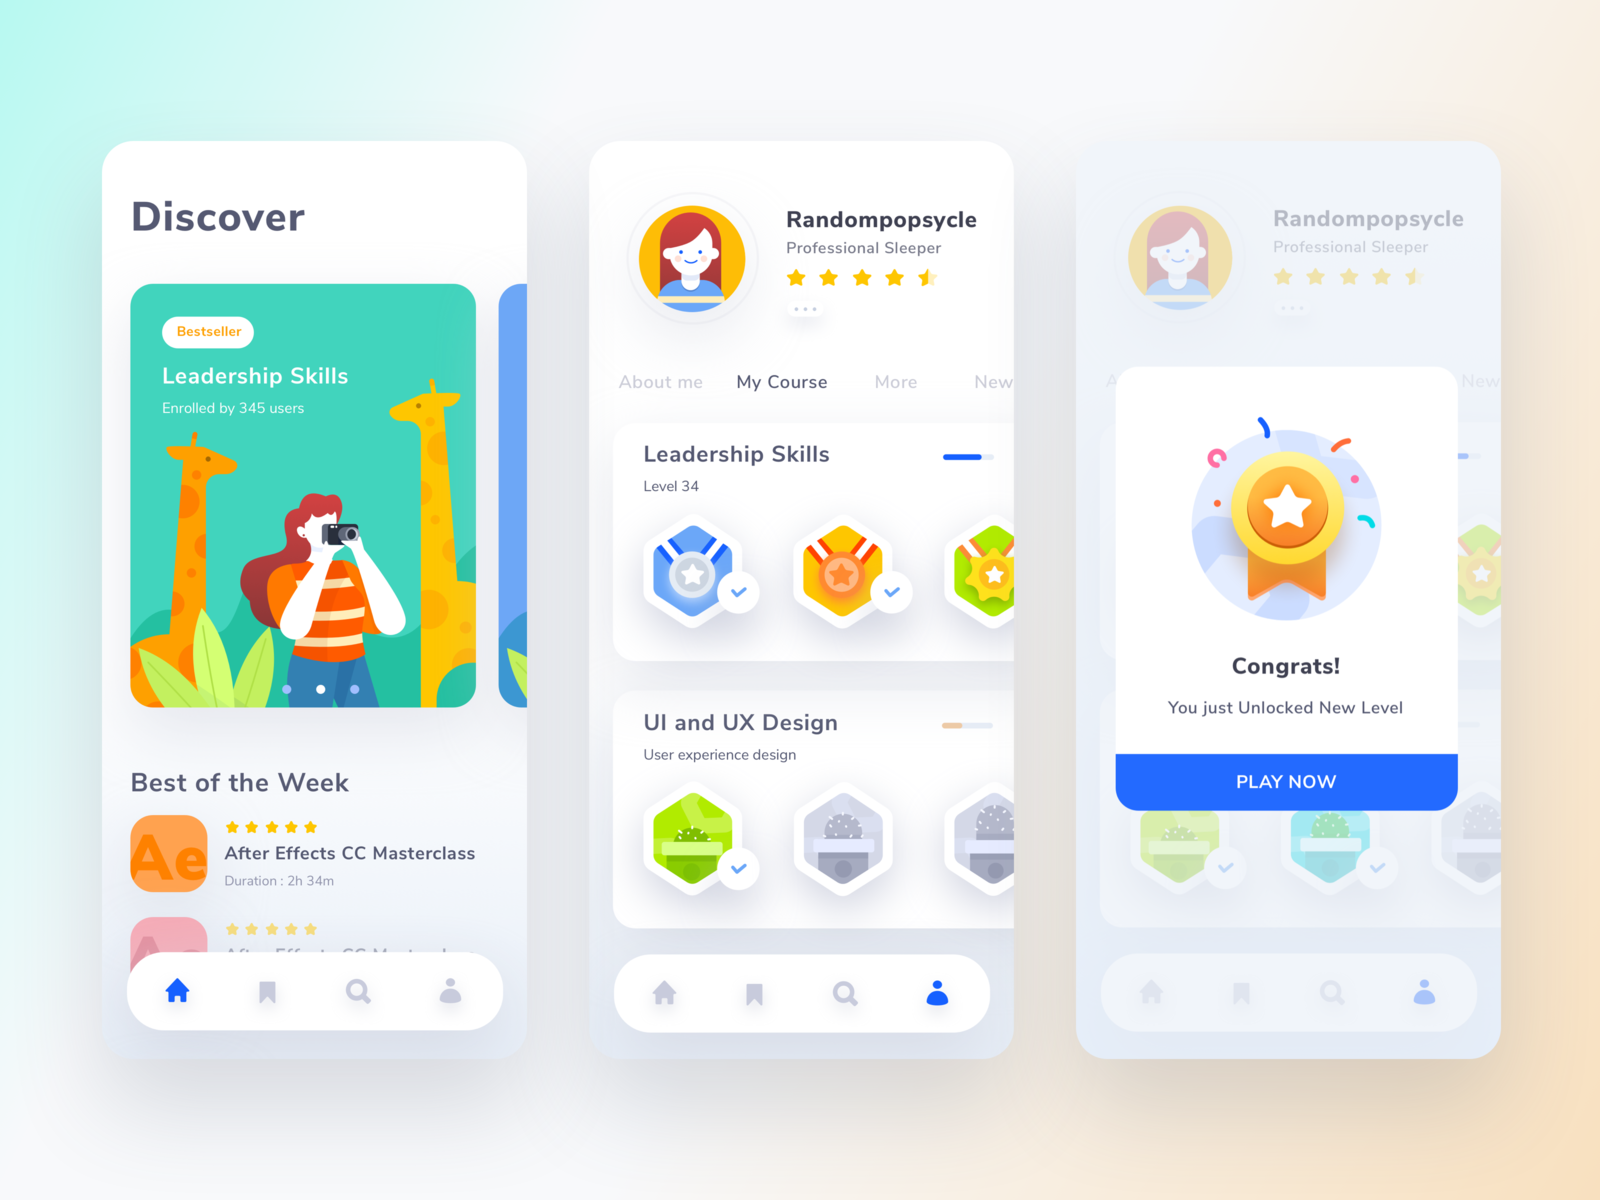 Discover
Bestseller
Leadership Skills
Enrolled by 345 users
Best of the Week
Ae
After Effects CC Masterclass
Duration : 2h 34m
Randompopsycle
Professional Sleeper
About me
My Course
More
New
Leadership Skills
Level 34
UI and UX Design
User experience design
Randompopsycle
Professional Sleeper
A
New
Congrats!
You just Unlocked New Level
PLAY NOW